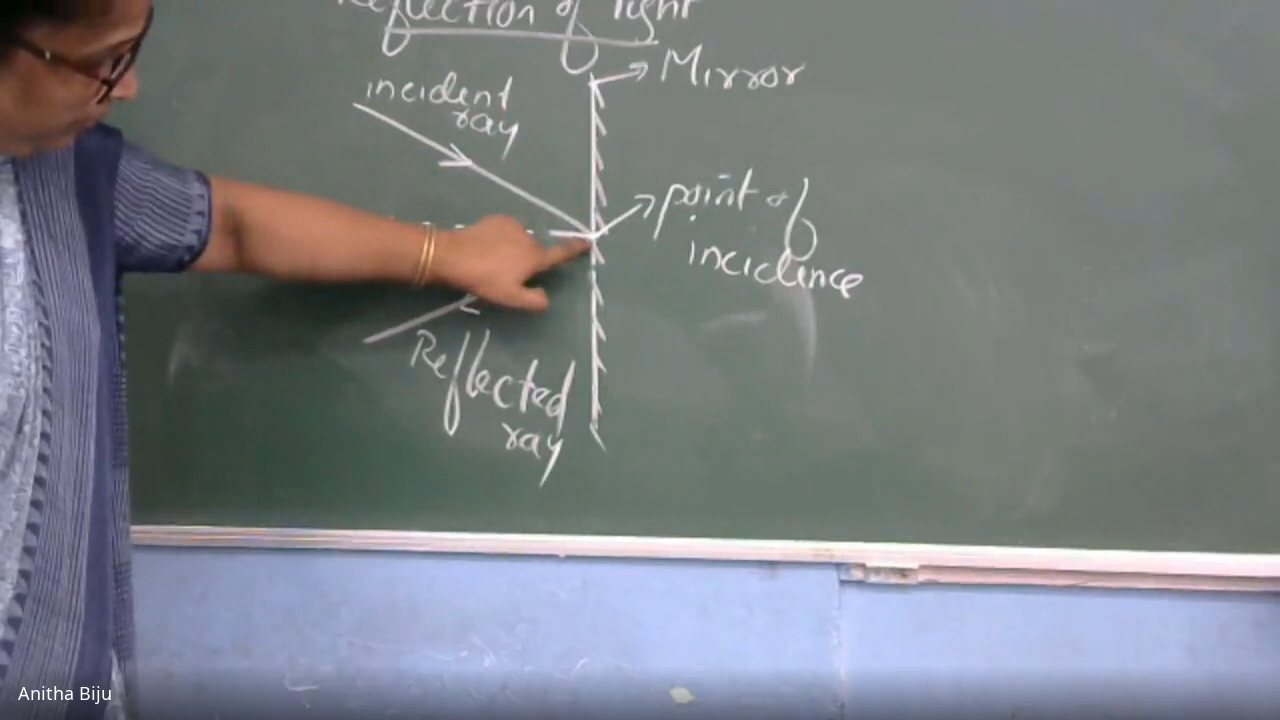 Reflection of light
Mirror
incident
ray
point of
incidence
Reflected
ray
Anitha Biju